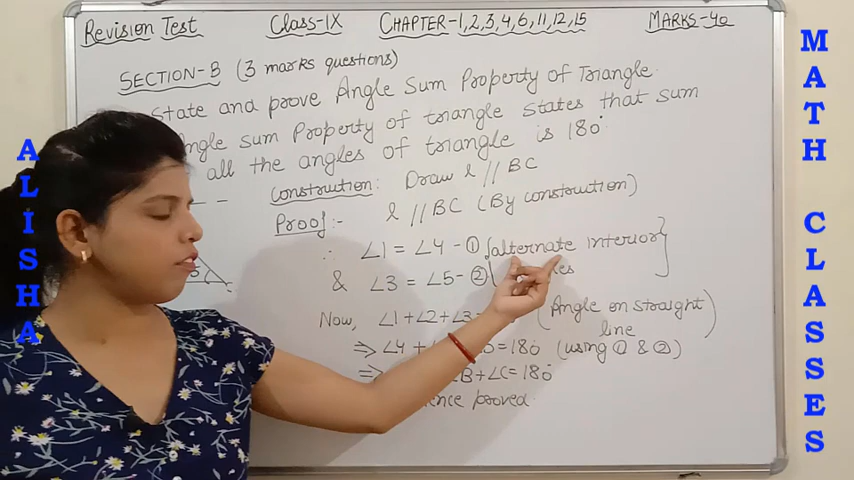 Revision Test Class-IX CHAPTER-1,2,3,4,6,11,12,15 MARKS-40
SECTION-B (3 marks questions)
State and prove Angle Sum Property of Triangle.
Angle sum Property of triangle states that sum
all the angles of triangle is 180°
Construction: Draw l // BC
Proof:- l // BC (By construction)
∴ ∠1 = ∠4 - ① {alternate interior
& ∠3 = ∠5 - ②
Now, ∠1+∠2+∠3= (Angle on straight
line)
⇒ ∠4 + = 180° (using ① & ②)
⇒ +∠C= 180°
proved.
ALISHA
MATH CLASSES